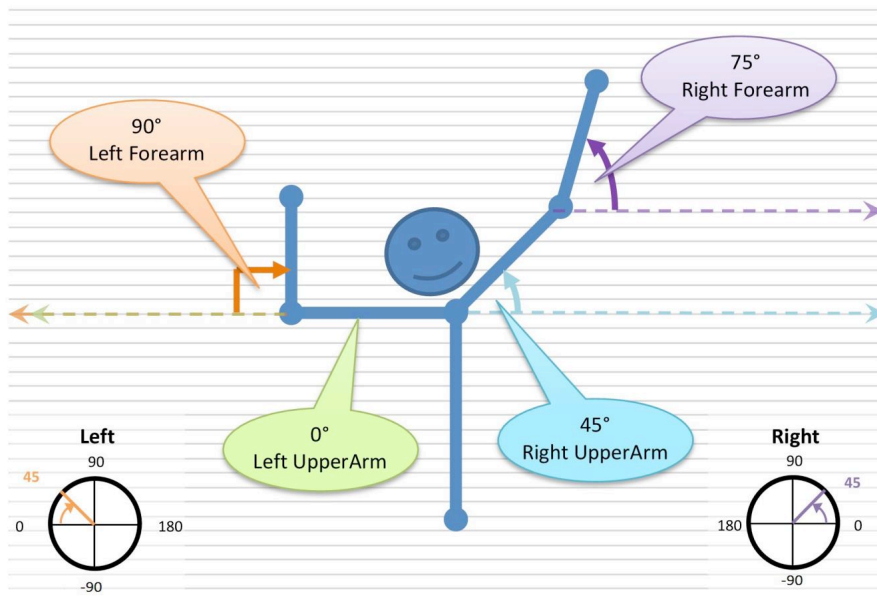 75°
Right Forearm
90°
Left Forearm
0°
Left UpperArm
45°
Right UpperArm
Left
90
45
0
180
-90
Right
90
45
180
0
-90